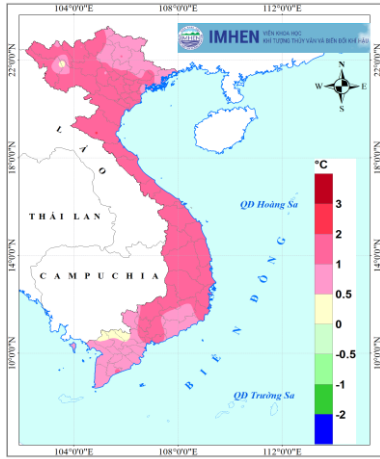 104°0'0"E 108°0'0"E 112°0'0"E
IMHEN
VIỆN KHOA HỌC
KHÍ TƯỢNG THỦY VĂN VÀ BIẾN ĐỔI KHÍ HẬU
22°0'0"N
N
W E
S
18°0'0"N
14°0'0"N
10°0'0"N
LÀO
THÁI LAN
CAMPUCHIA
QĐ Hoàng Sa
BIỂN ĐÔNG
QĐ Trường Sa
°C
3
2
1
0.5
0
-0.5
-1
-2
22°0'0"N
18°0'0"N
14°0'0"N
10°0'0"N
104°0'0"E 108°0'0"E 112°0'0"E